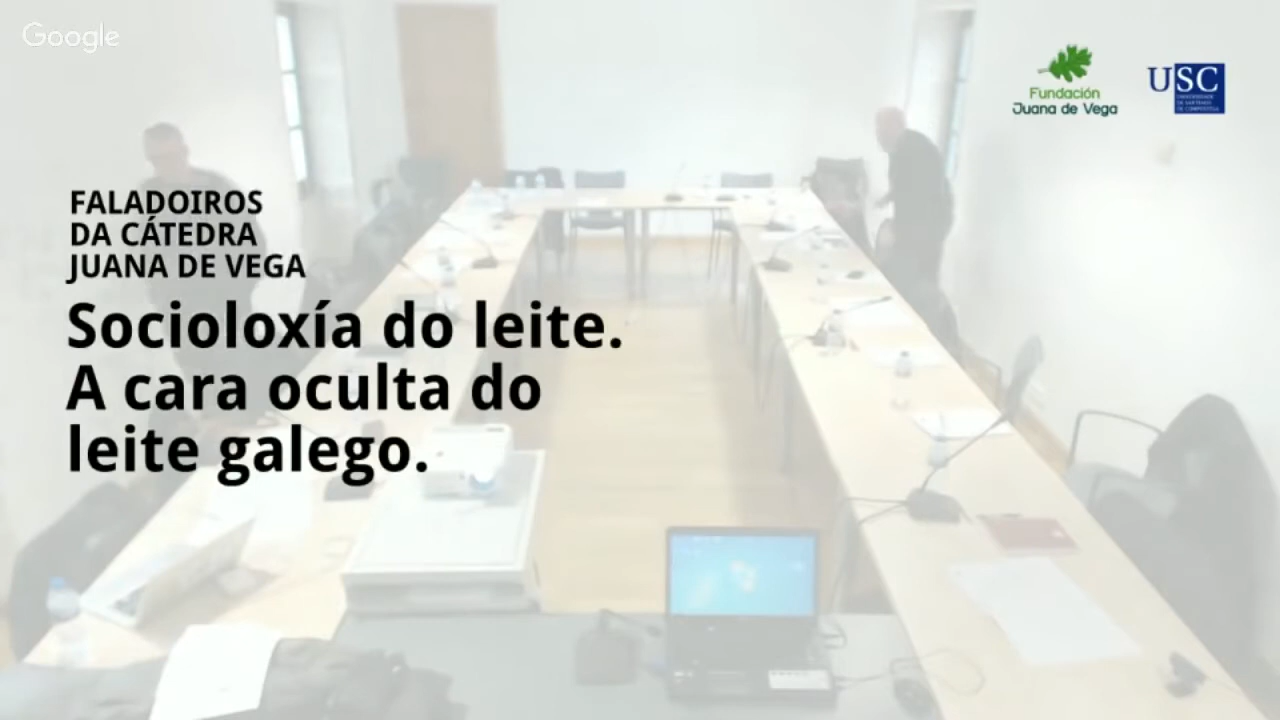 Google
Fundación
Juana de Vega
USC
FALADOIROS
DA CÁTEDRA
JUANA DE VEGA
Socioloxía do leite.
A cara oculta do
leite galego.